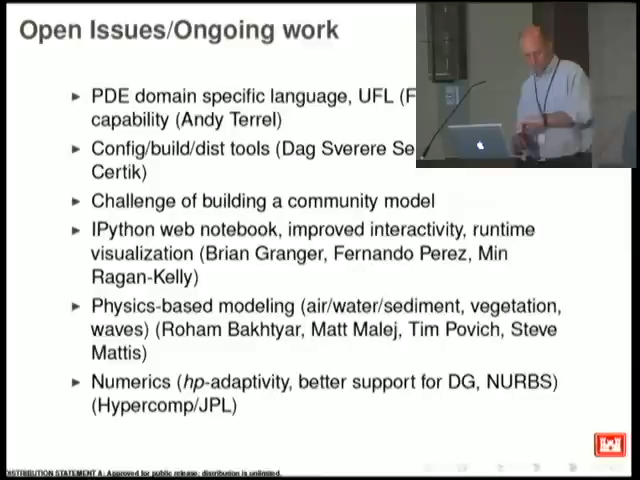 Open Issues/Ongoing work
PDE domain specific language, UFL (F
capability (Andy Terrel)
Config/build/dist tools (Dag Sverere Se
Certik)
Challenge of building a community model
IPython web notebook, improved interactivity, runtime
visualization (Brian Granger, Fernando Perez, Min
Ragan-Kelly)
Physics-based modeling (air/water/sediment, vegetation,
waves) (Roham Bakhtyar, Matt Malej, Tim Povich, Steve
Mattis)
Numerics (hp-adaptivity, better support for DG, NURBS)
(Hypercomp/JPL)
DISTRIBUTION STATEMENT A: Approved for public release; distribution is unlimited.